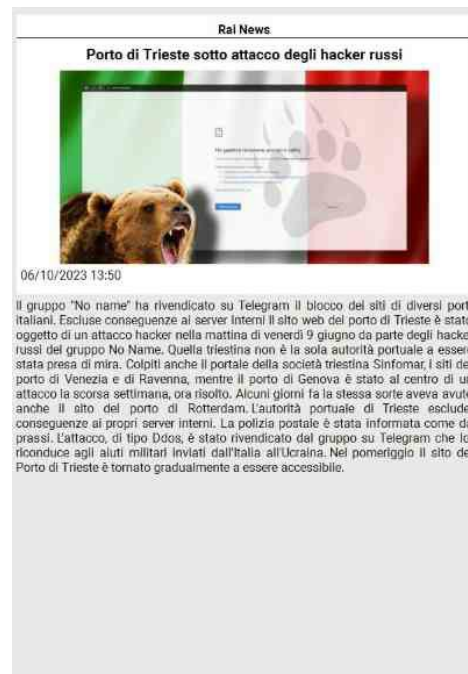 Rai News
Porto di Trieste sotto attacco degli hacker russi
06/10/2023 13:50
Il gruppo "No name" ha rivendicato su Telegram il blocco dei siti di diversi port
italiani. Escluse conseguenze ai server interni Il sito web del porto di Trieste è stato
oggetto di un attacco hacker nella mattina di venerdì 9 giugno da parte degli hacke
russi del gruppo No Name. Quella triestina non è la sola autorità portuale a essere
stata presa di mira. Colpiti anche il portale della società triestina Sinfomar, i siti de
porto di Venezia e di Ravenna, mentre il porto di Genova è stato al centro di un
attacco la scorsa settimana, ora risolto. Alcuni giorni fa la stessa sorte aveva avuto
anche il sito del porto di Rotterdam. L'autorità portuale di Trieste esclude
conseguenze ai propri server interni. La polizia postale è stata informata come da
prassi. L'attacco, di tipo Ddos, è stato rivendicato dal gruppo su Telegram che lo
riconduce agli aiuti militari inviati dall'Italia all'Ucraina. Nel pomeriggio il sito de
Porto di Trieste è tornato gradualmente a essere accessibile.